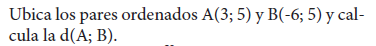 Ubica los pares ordenados A(3; 5) y B(-6; 5) y cal-
cula la d(A; B).